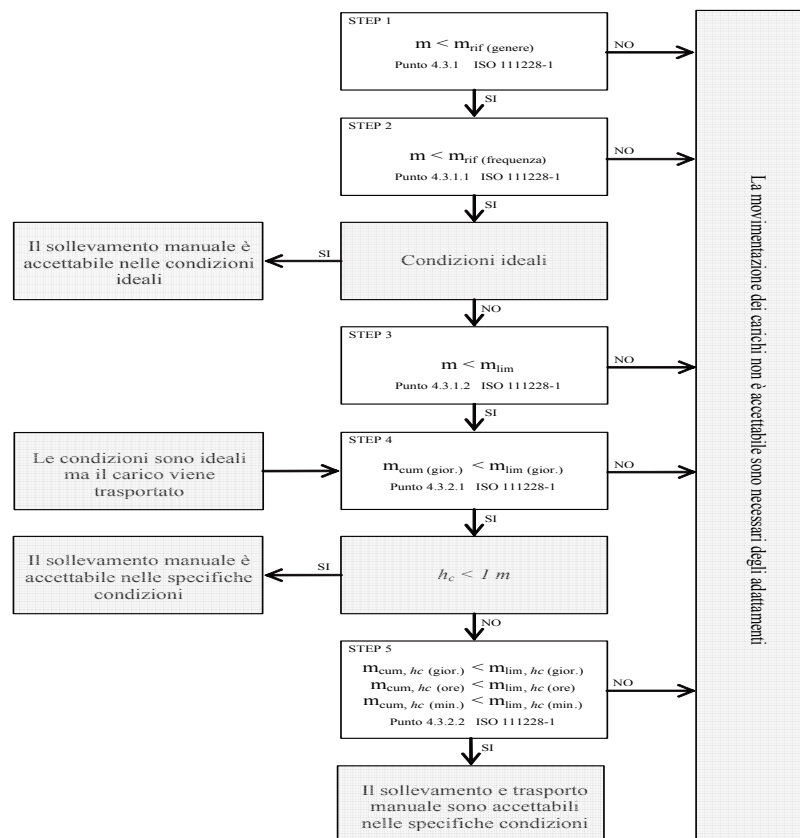 STEP 1
m < mrif (genere)
Punto 4.3.1 ISO 111228-1
NO
SI
STEP 2
m < mrif (frequenza)
Punto 4.3.1.1 ISO 111228-1
NO
SI
Il sollevamento manuale è
accettabile nelle condizioni
ideali
SI
Condizioni ideali
NO
STEP 3
m < mlim
Punto 4.3.1.2 ISO 111228-1
NO
SI
Le condizioni sono ideali
ma il carico viene
trasportato
STEP 4
mcum (gior.) < mlim (gior.)
Punto 4.3.2.1 ISO 111228-1
NO
SI
Il sollevamento manuale è
accettabile nelle specifiche
condizioni
SI
hc < 1 m
NO
STEP 5
mcum, hc (gior.) < mlim, hc (gior.)
mcum, hc (ore) < mlim, hc (ore)
mcum, hc (min.) < mlim, hc (min.)
Punto 4.3.2.2 ISO 111228-1
NO
SI
Il sollevamento e trasporto
manuale sono accettabili
nelle specifiche condizioni
La movimentazione dei carichi non è accettabile sono necessari degli adattamenti